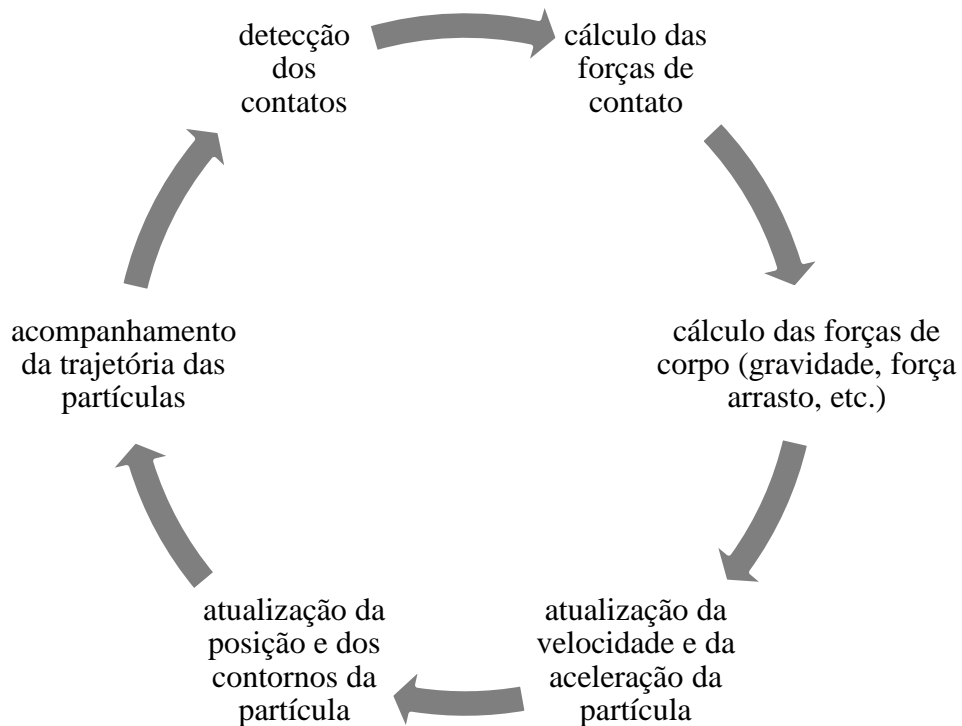 detecção
dos
contatos
cálculo das
forças de
contato
cálculo das forças de
corpo (gravidade, força
arrasto, etc.)
atualização da
velocidade e da
aceleração da
partícula
atualização da
posição e dos
contornos da
partícula
acompanhamento
da trajetória das
partículas